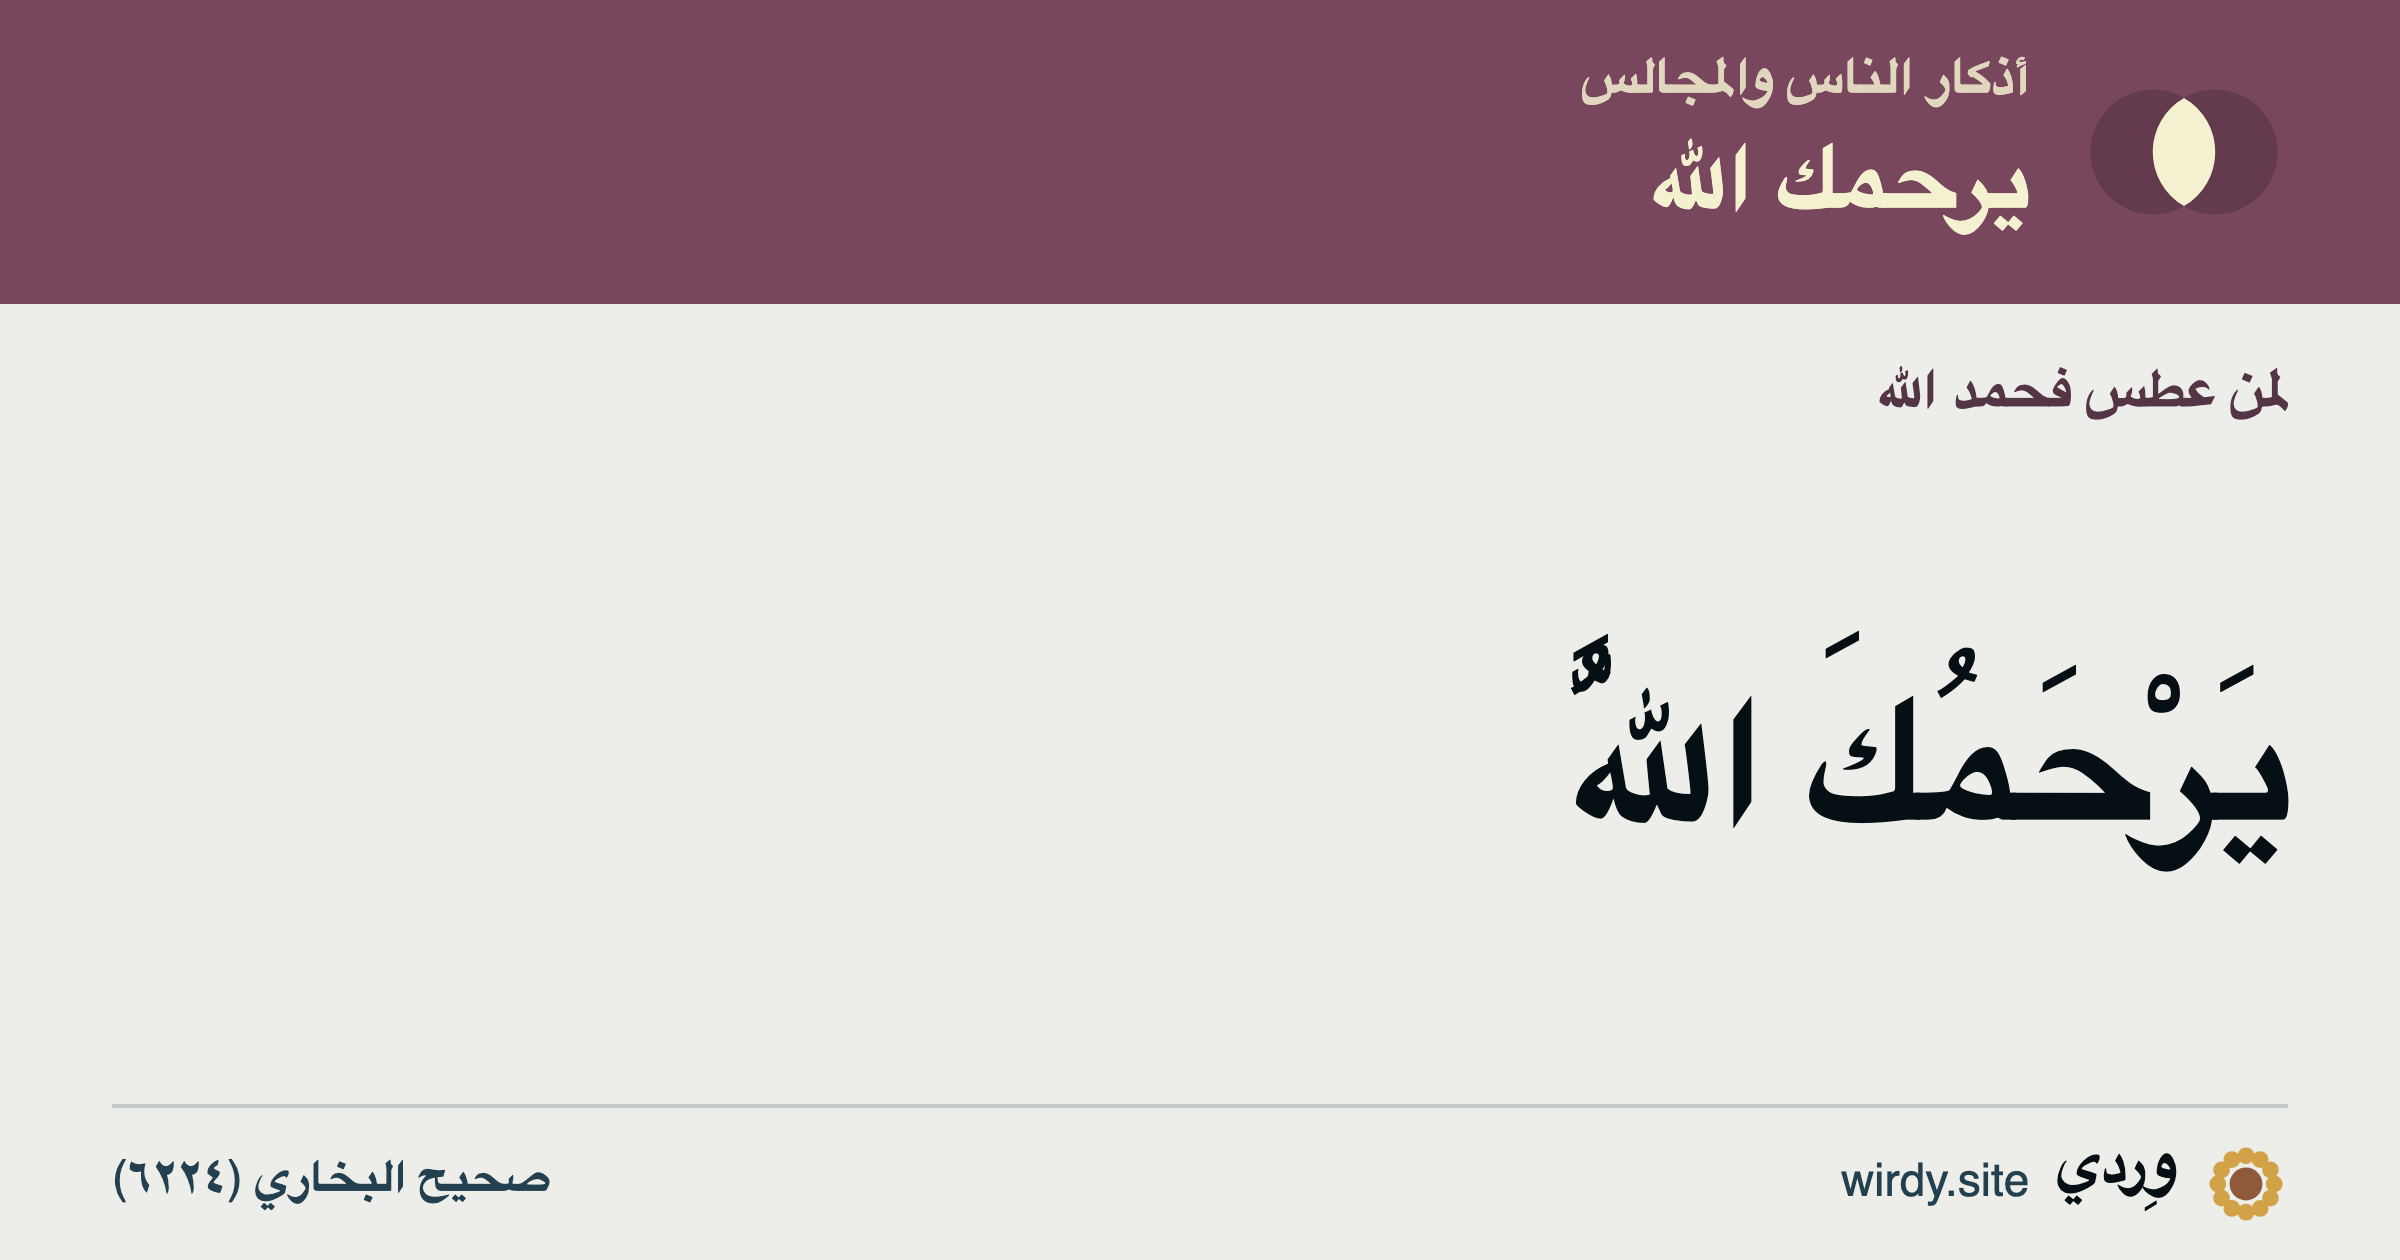 أذكار الناس والمجالس
يرحمك الله
لمن عطس فحمد الله
يَرْحَمُكَ اللهَُّ
وِردي wirdy.site
صحيح البخاري (٦٢٢٤)